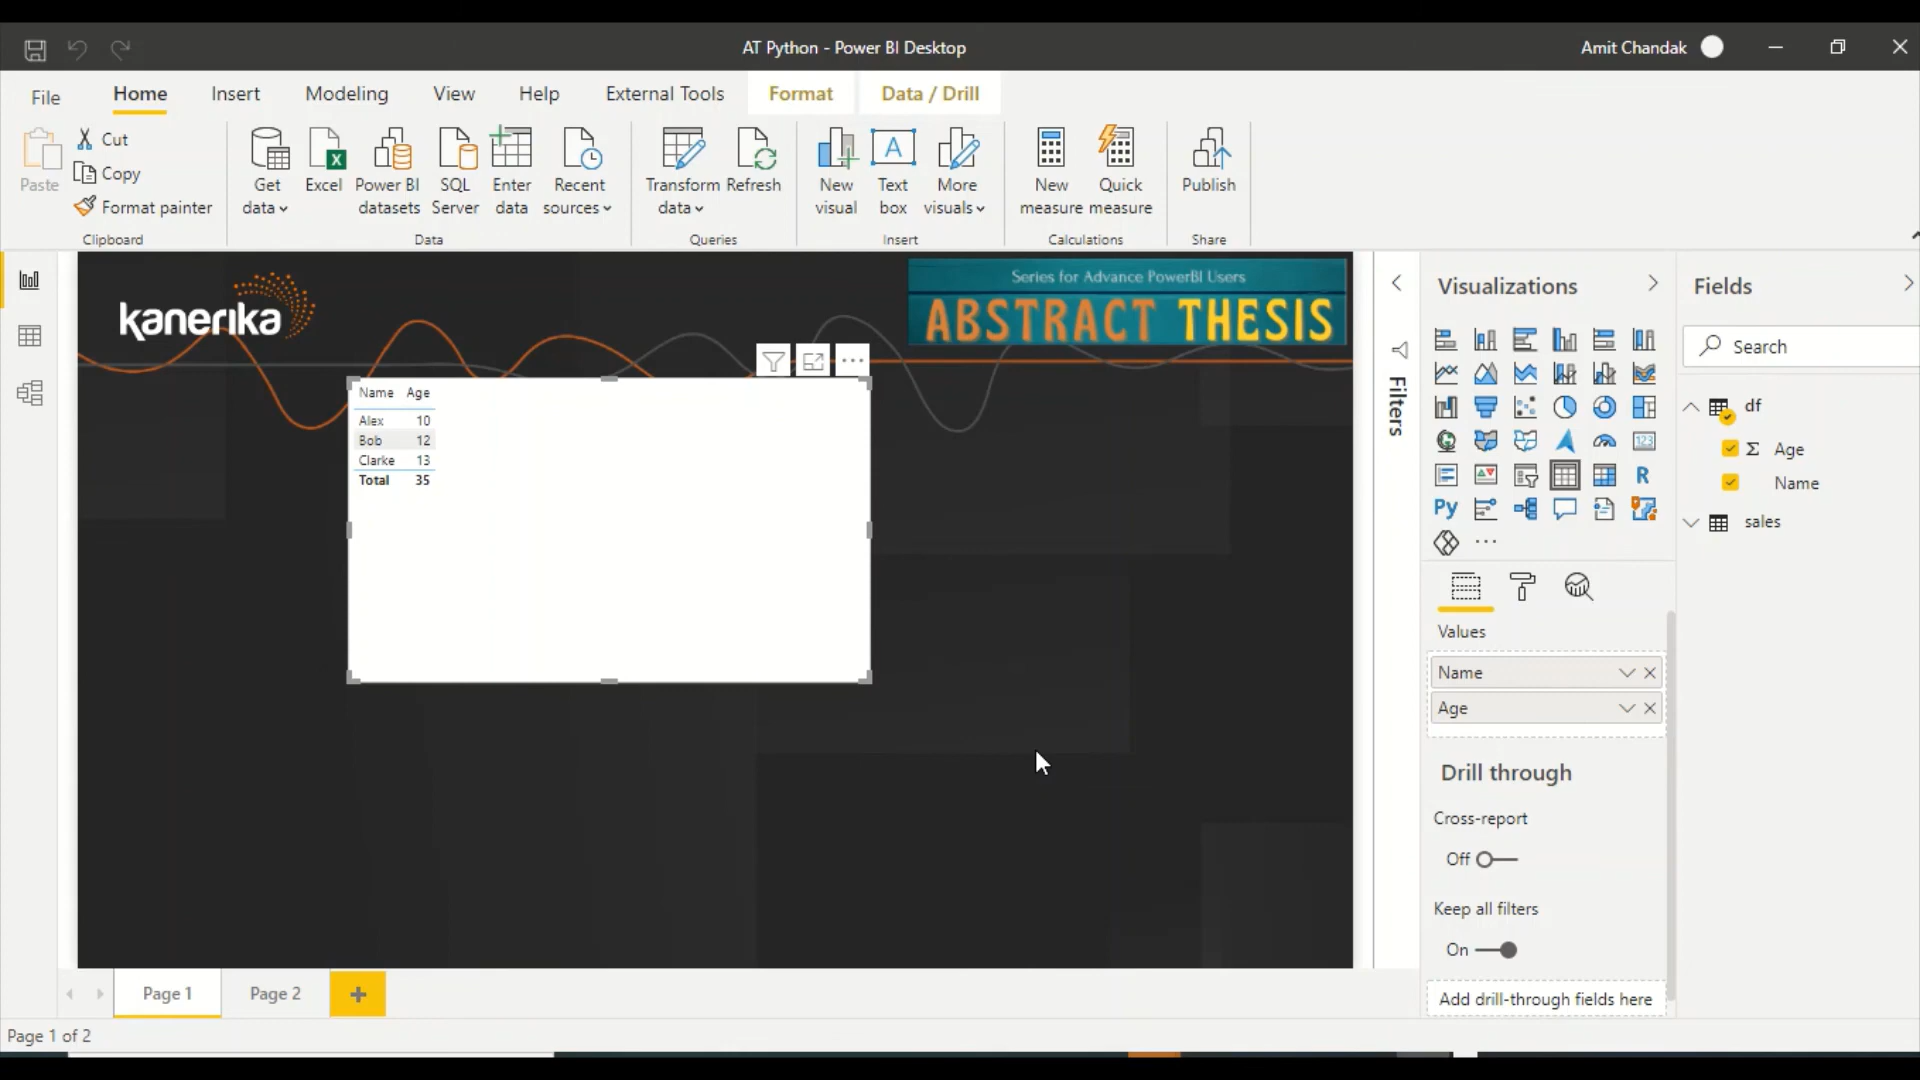 AT Python - Power BI Desktop
Amit Chandak
File Home Insert Modeling View Help External Tools Format Data / Drill
Paste
Cut
Copy
Format painter
Clipboard
Get data
Excel
Power BI datasets
SQL Server
Enter data
Recent sources
Data
Transform data
Refresh
Queries
New visual
Text box
More visuals
Insert
New measure
Quick measure
Calculations
Publish
Share
kanerika
Series for Advance PowerBI Users
ABSTRACT THESIS
Name Age
Alex 10
Bob 12
Clarke 13
Total 35
Filters
Visualizations
123
R
Py
Values
Name
Age
Drill through
Cross-report
Off
Keep all filters
On
Add drill-through fields here
Fields
Search
df
Σ Age
Name
sales
Page 1
Page 2
Page 1 of 2